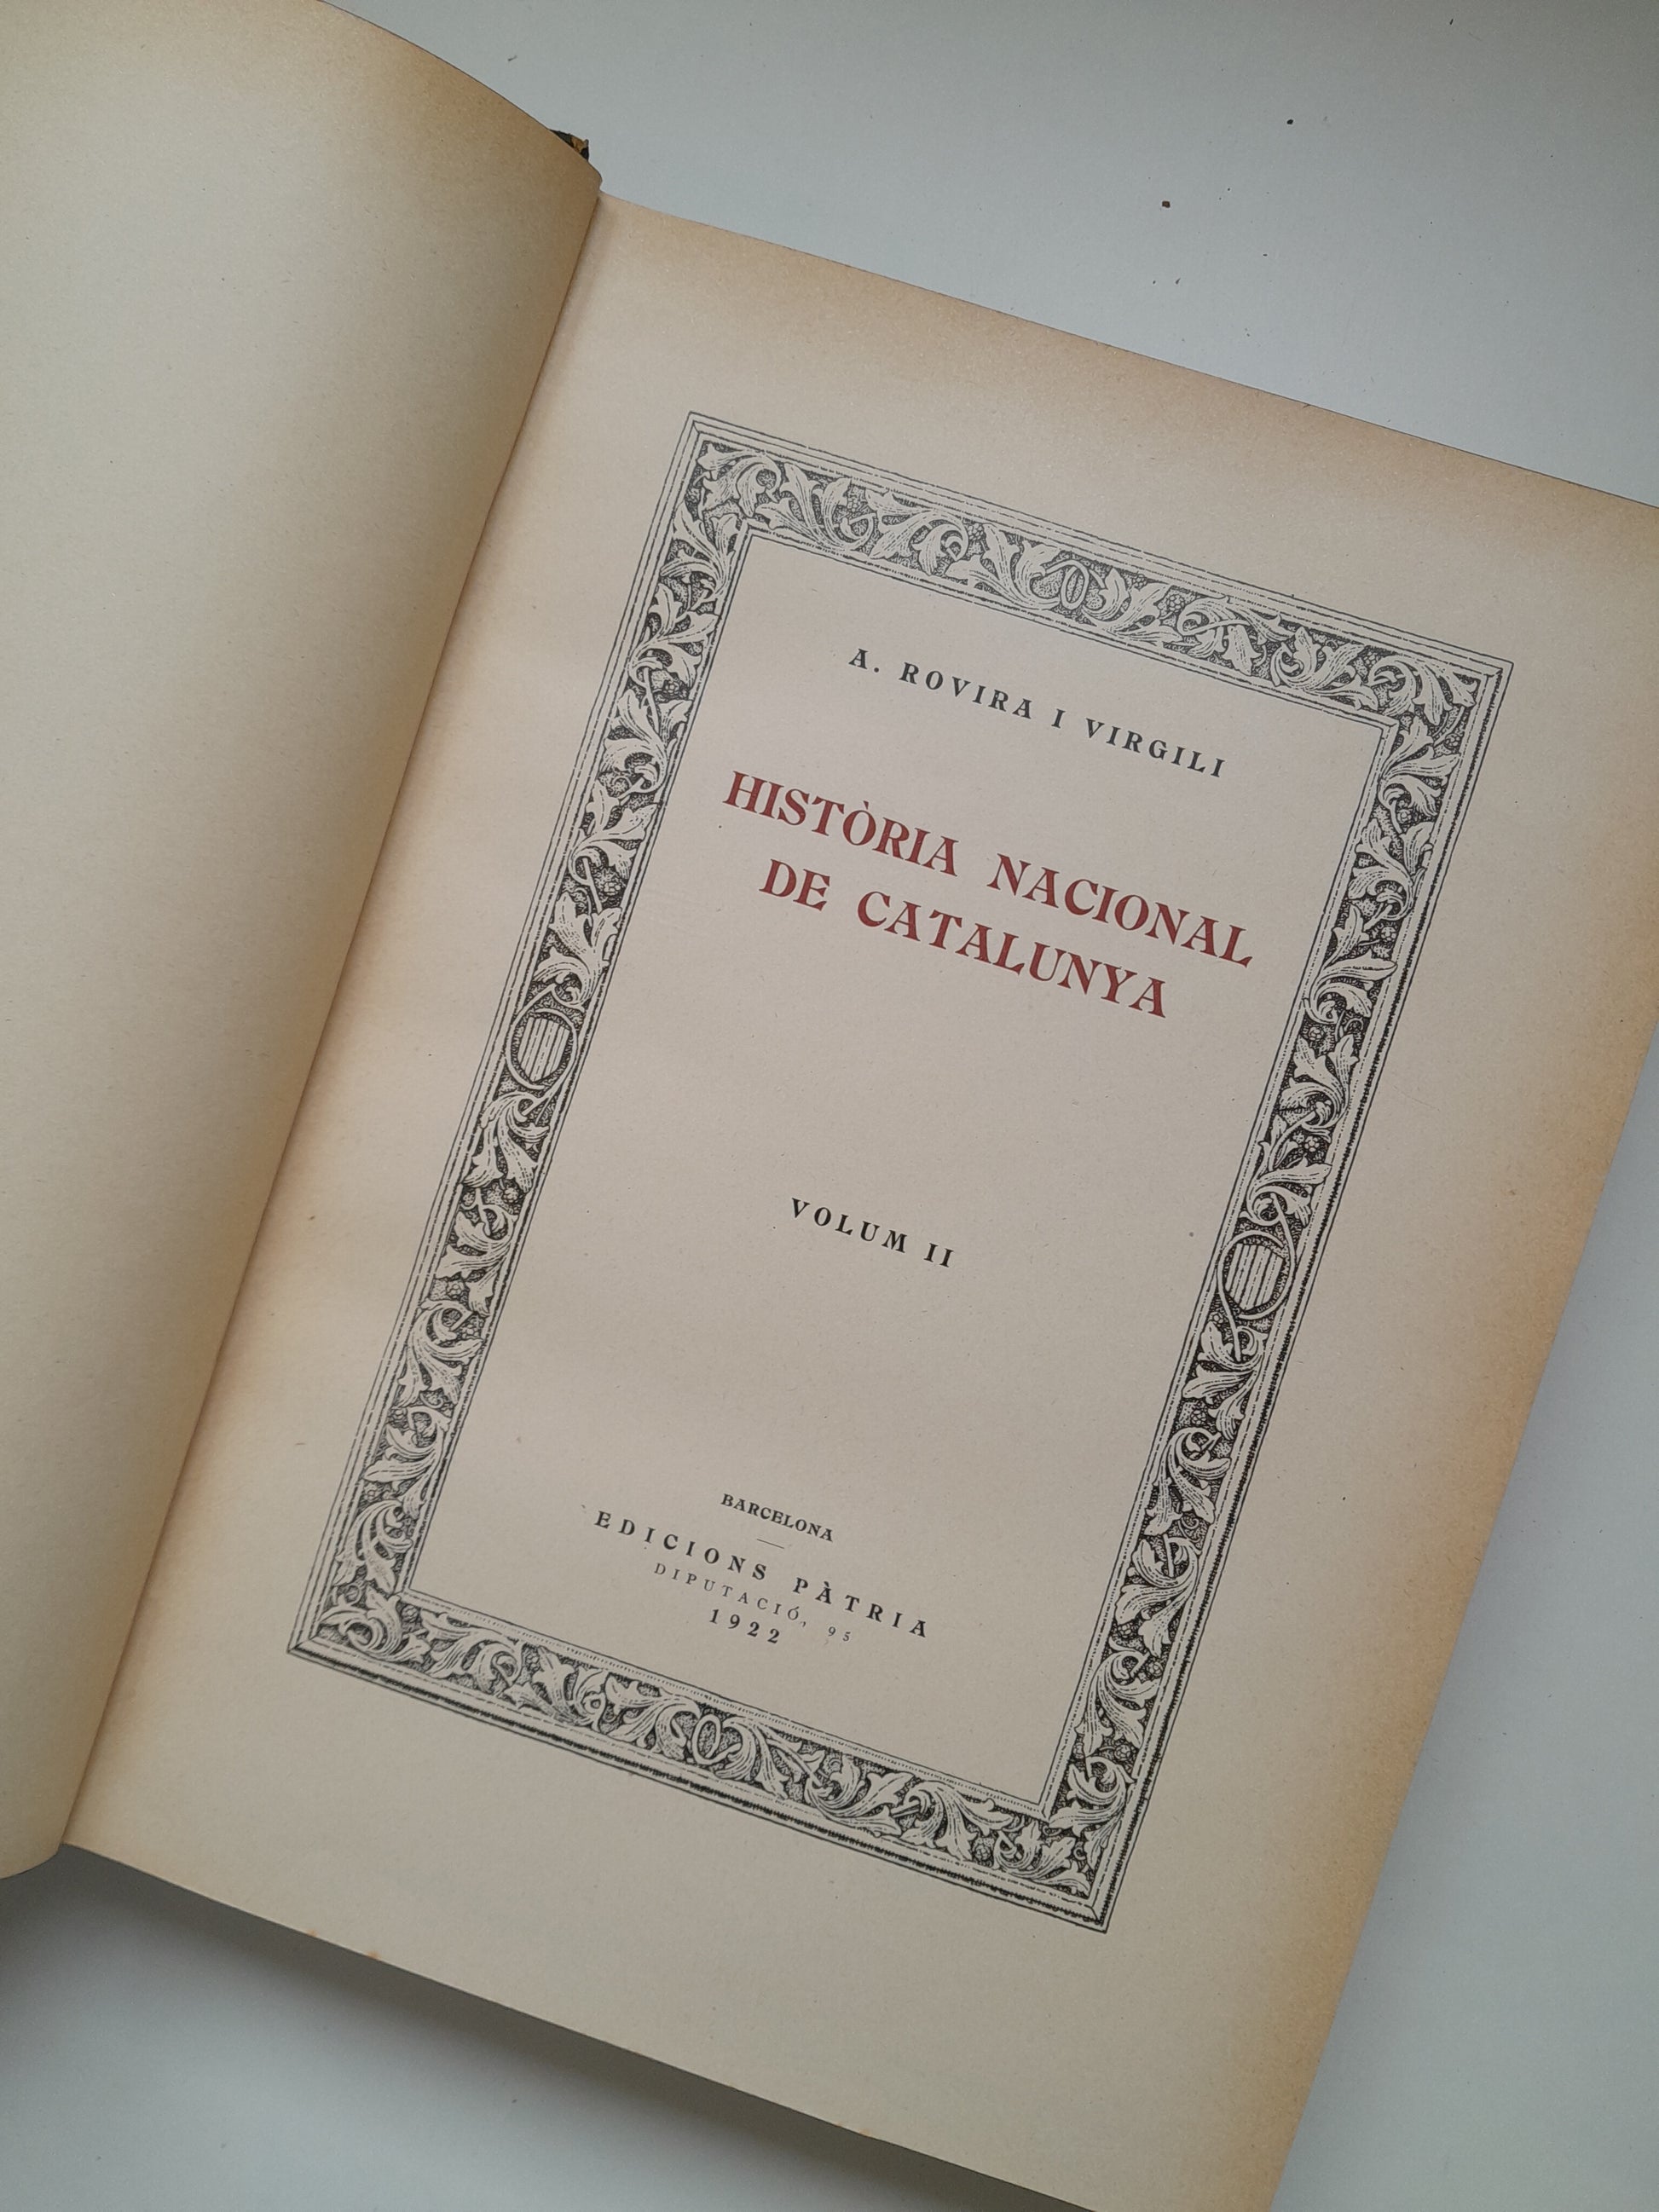 A. ROVIRA I VIRGILI
HISTÒRIA NACIONAL
DE CATALUNYA
VOLUM II
BARCELONA
EDICIONS PÀTRIA
DIPUTACIÓ, 95
1922